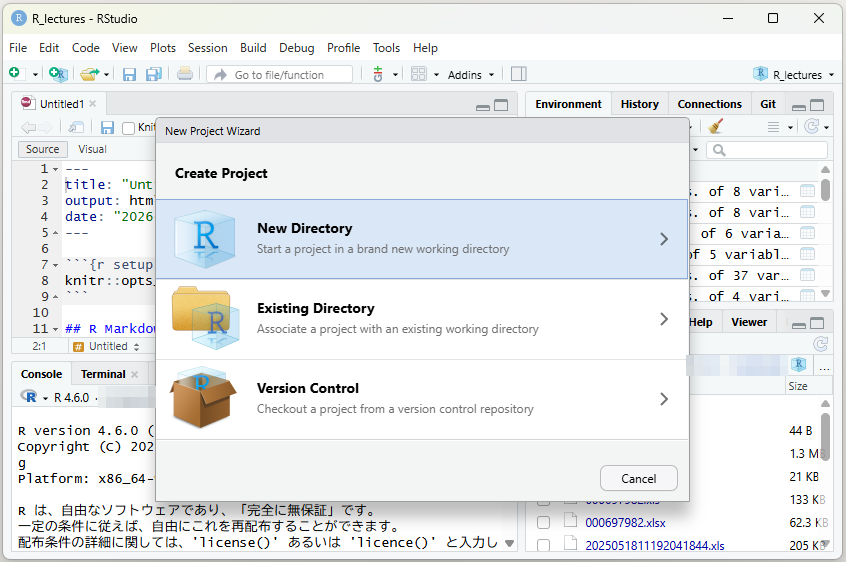 R_lectures - RStudio
File Edit Code View Plots Session Build Debug Profile Tools Help
Go to file/function
Addins
R_lectures
Untitled1
Source Visual
1 ---
2 title: "Unt
3 output: htm
4 date: "2026
5 ---
6
7 ```{r setup
8 knitr::opts
9 ```
10
11 ## R Markdow
2:1 # Untitled
Console Terminal
R 4.6.0
R version 4.6.0 (
Copyright (C) 202
g
Platform: x86_64-
R は、自由なソフトウェアであり、「完全に無保証」です。
一定の条件に従えば、自由にこれを再配布することができます。
配布条件の詳細に関しては、'license()' あるいは 'licence()' と入力し
New Project Wizard
Create Project
New Directory
Start a project in a brand new working directory
Existing Directory
Associate a project with an existing working directory
Version Control
Checkout a project from a version control repository
Cancel
Environment History Connections Git
. of 8 vari…
. of 8 vari…
of 6 varia…
of 5 variabl…
. of 37 var…
. of 4 vari…
Help Viewer
Size
44 B
1.3 M
21 KB
133 KB
000697982.xlsx 62.3 KB
2025051811192041844.xls 205 KB